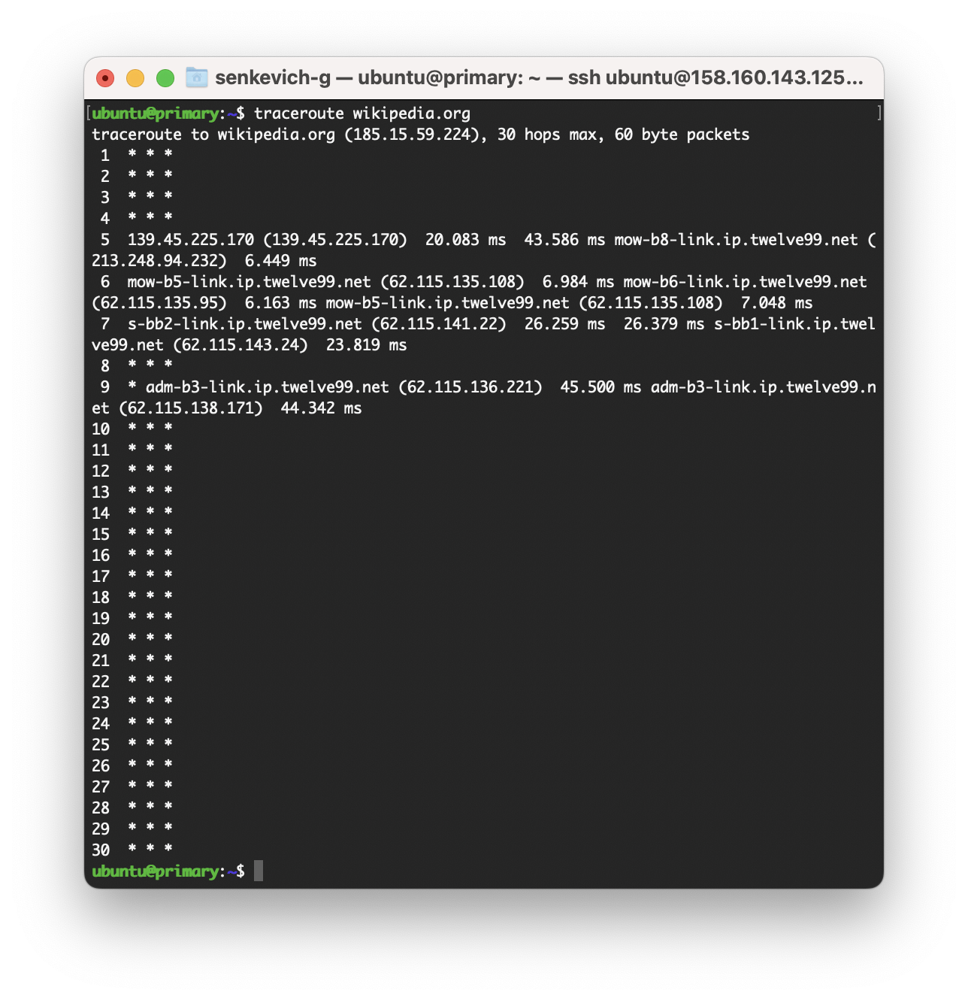 senkevich-g — ubuntu@primary: ~ — ssh ubuntu@158.160.143.125...
[ubuntu@primary:~$ traceroute wikipedia.org ]
traceroute to wikipedia.org (185.15.59.224), 30 hops max, 60 byte packets
 1  * * *
 2  * * *
 3  * * *
 4  * * *
 5  139.45.225.170 (139.45.225.170)  20.083 ms  43.586 ms mow-b8-link.ip.twelve99.net (
213.248.94.232)  6.449 ms
 6  mow-b5-link.ip.twelve99.net (62.115.135.108)  6.984 ms mow-b6-link.ip.twelve99.net
(62.115.135.95)  6.163 ms mow-b5-link.ip.twelve99.net (62.115.135.108)  7.048 ms
 7  s-bb2-link.ip.twelve99.net (62.115.141.22)  26.259 ms  26.379 ms s-bb1-link.ip.twel
ve99.net (62.115.143.24)  23.819 ms
 8  * * *
 9  * adm-b3-link.ip.twelve99.net (62.115.136.221)  45.500 ms adm-b3-link.ip.twelve99.n
et (62.115.138.171)  44.342 ms
10  * * *
11  * * *
12  * * *
13  * * *
14  * * *
15  * * *
16  * * *
17  * * *
18  * * *
19  * * *
20  * * *
21  * * *
22  * * *
23  * * *
24  * * *
25  * * *
26  * * *
27  * * *
28  * * *
29  * * *
30  * * *
ubuntu@primary:~$